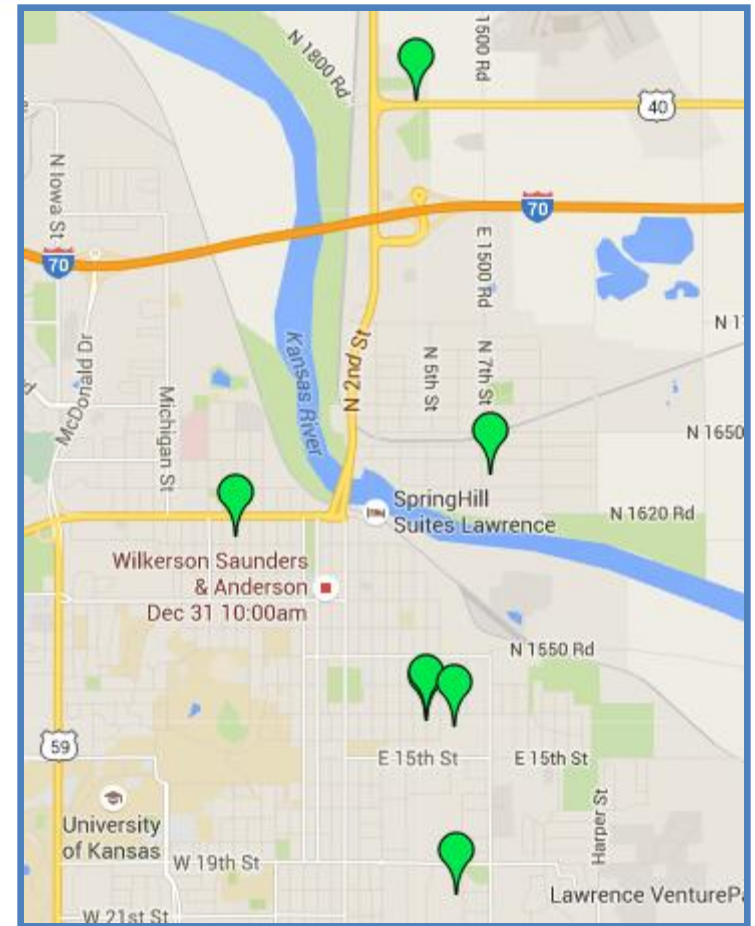 N 1800 Rd
1500 Rd
40
N Iowa St
70
70
E 1500 Rd
McDonald Dr
Michigan St
Kansas River
N 2nd St
N 5th St
N 7th St
N 1650
SpringHill
Suites Lawrence
N 1620 Rd
Wilkerson Saunders
& Anderson
Dec 31 10:00am
N 1550 Rd
59
E 15th St
E 15th St
University
of Kansas
W 19th St
Harper St
Lawrence VentureP
W 21st St